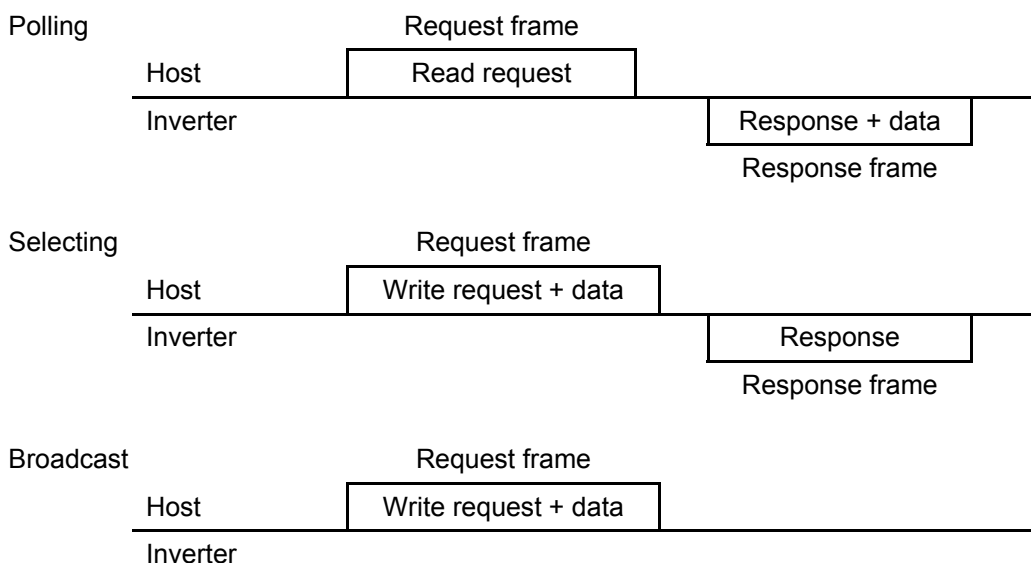 Polling
Request frame
Host
Read request
Inverter
Response + data
Response frame
Selecting
Request frame
Host
Write request + data
Inverter
Response
Response frame
Broadcast
Request frame
Host
Write request + data
Inverter